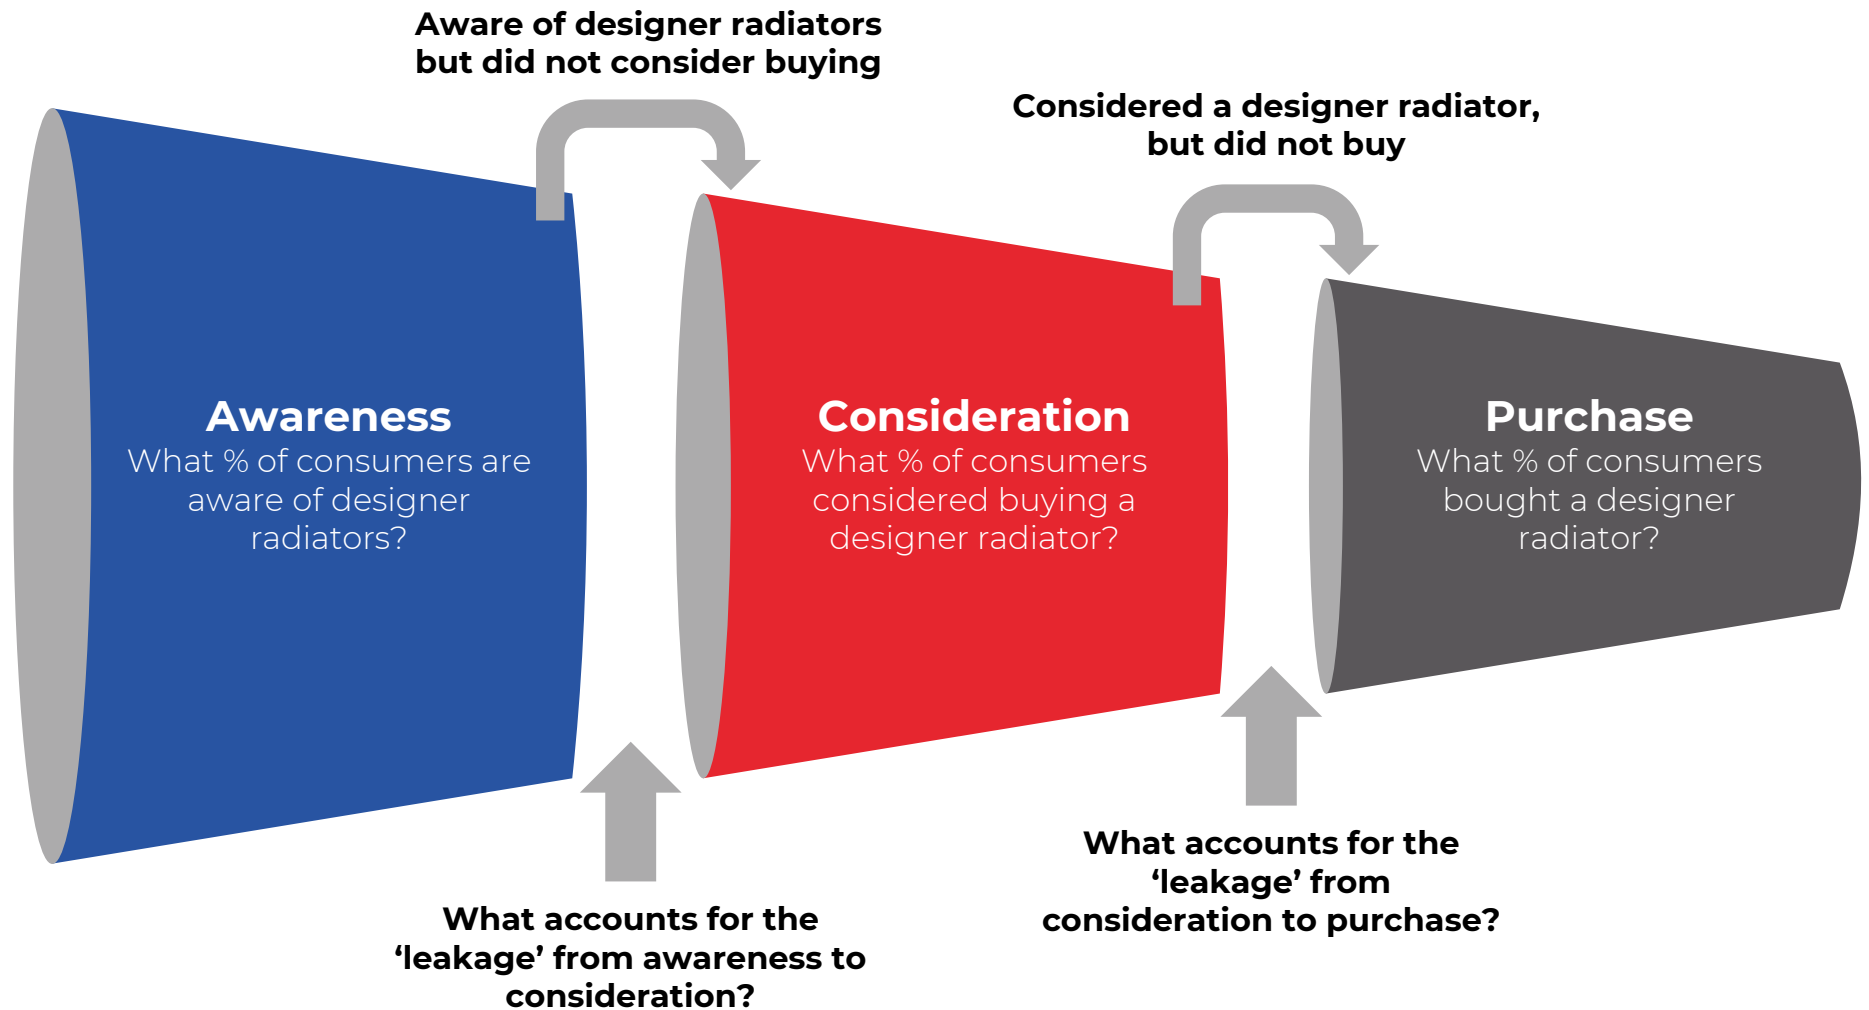 Aware of designer radiators
but did not consider buying
Considered a designer radiator,
but did not buy
Awareness
What % of consumers are
aware of designer
radiators?
Consideration
What % of consumers
considered buying a
designer radiator?
Purchase
What % of consumers
bought a designer
radiator?
What accounts for the
‘leakage’ from awareness to
consideration?
What accounts for the
‘leakage’ from
consideration to purchase?